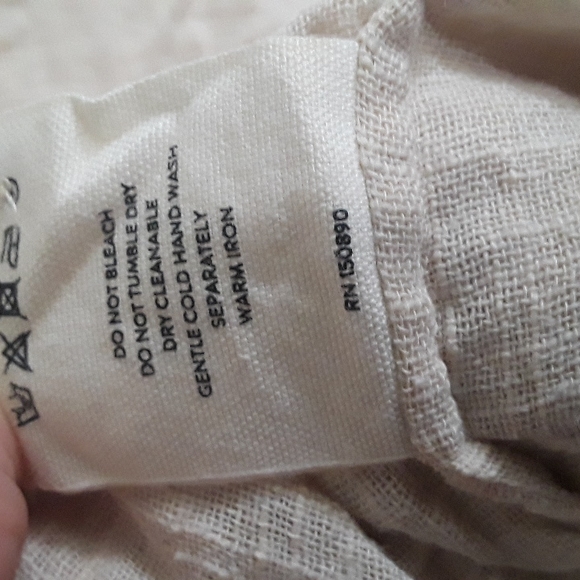 DO NOT BLEACH
DO NOT TUMBLE DRY
DRY CLEANABLE
GENTLE COLD HAND WASH
SEPARATELY
WARM IRON
RN 150890